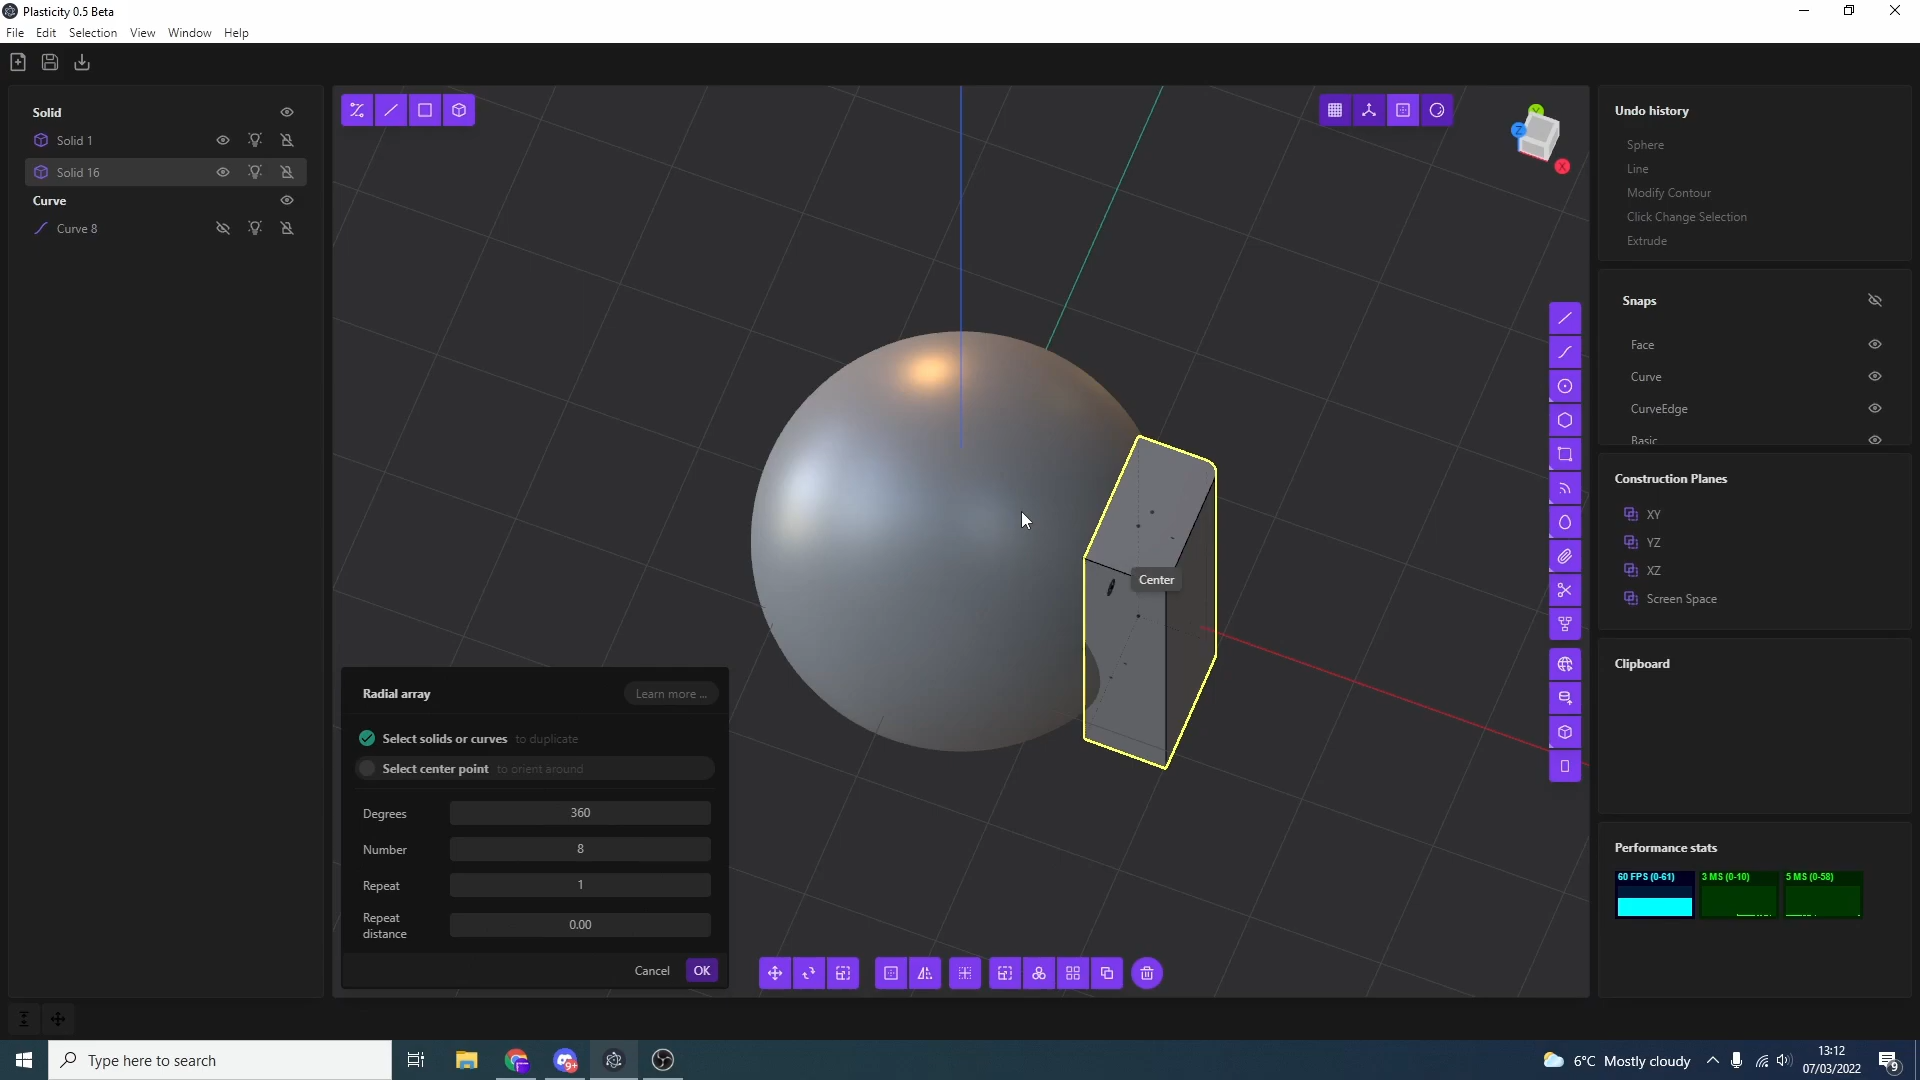 Plasticity 0.5 Beta
File Edit Selection View Window Help
Solid
Solid 1
Solid 16
Curve
Curve 8
Z
Y
X
Center
Radial array
Learn more ...
Select solids or curves to duplicate
Select center point to orient around
Degrees 360
Number 8
Repeat 1
Repeat
distance 0.00
Cancel OK
Undo history
Sphere
Line
Modify Contour
Click Change Selection
Extrude
Snaps
Face
Curve
CurveEdge
Basic
Construction Planes
XY
YZ
XZ
Screen Space
Clipboard
Performance stats
60 FPS (0-61) 3 MS (0-10) 5 MS (0-58)
Type here to search
9+
6°C Mostly cloudy
13:12
07/03/2022
9